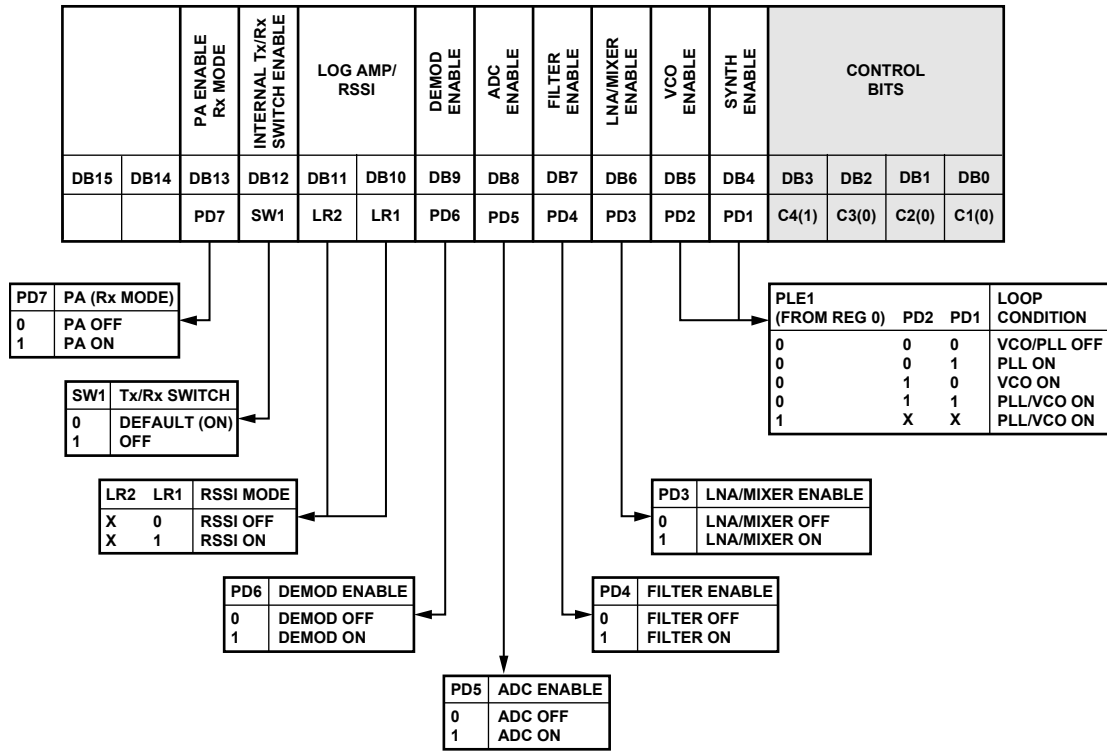 PA ENABLE
Rx MODE
INTERNAL Tx/Rx
SWITCH ENABLE
LOG AMP/
RSSI
DEMOD
ENABLE
ADC
ENABLE
FILTER
ENABLE
LNA/MIXER
ENABLE
VCO
ENABLE
SYNTH
ENABLE
CONTROL
BITS
DB15 DB14 DB13 DB12 DB11 DB10 DB9 DB8 DB7 DB6 DB5 DB4 DB3 DB2 DB1 DB0
PD7 SW1 LR2 LR1 PD6 PD5 PD4 PD3 PD2 PD1 C4(1) C3(0) C2(0) C1(0)
PD7 PA (Rx MODE)
0 PA OFF
1 PA ON
PLE1
(FROM REG 0) PD2 PD1 LOOP
CONDITION
0 0 0 VCO/PLL OFF
0 0 1 PLL ON
0 1 0 VCO ON
0 1 1 PLL/VCO ON
1 X X PLL/VCO ON
SW1 Tx/Rx SWITCH
0 DEFAULT (ON)
1 OFF
LR2 LR1 RSSI MODE
X 0 RSSI OFF
X 1 RSSI ON
PD3 LNA/MIXER ENABLE
0 LNA/MIXER OFF
1 LNA/MIXER ON
PD6 DEMOD ENABLE
0 DEMOD OFF
1 DEMOD ON
PD4 FILTER ENABLE
0 FILTER OFF
1 FILTER ON
PD5 ADC ENABLE
0 ADC OFF
1 ADC ON